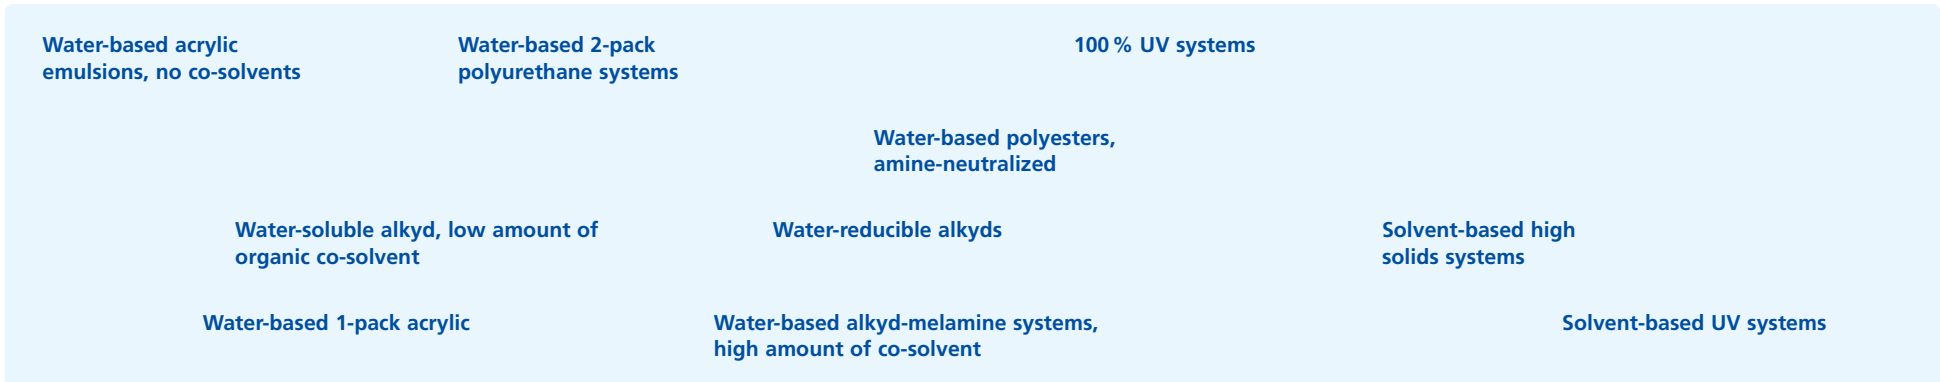 Water-based acrylic
emulsions, no co-solvents
Water-based 2-pack
polyurethane systems
100 % UV systems
Water-based polyesters,
amine-neutralized
Water-soluble alkyd, low amount of
organic co-solvent
Water-reducible alkyds
Solvent-based high
solids systems
Water-based 1-pack acrylic
Water-based alkyd-melamine systems,
high amount of co-solvent
Solvent-based UV systems